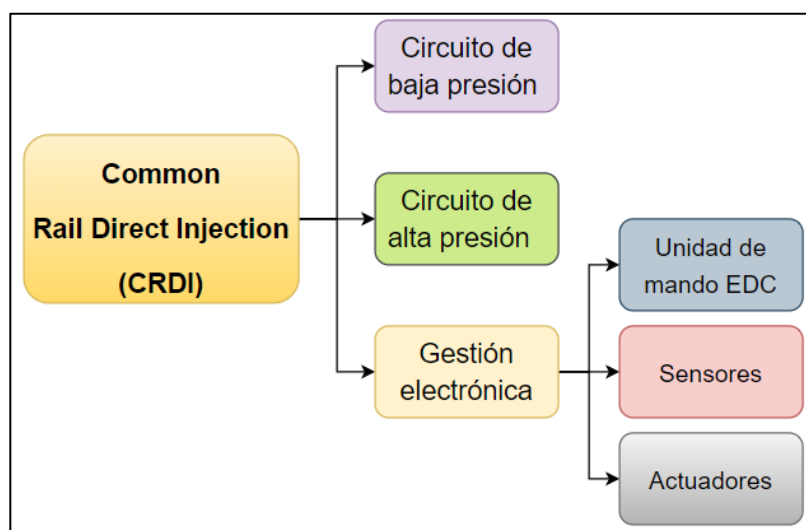 Common
Rail Direct Injection
(CRDI)
Circuito de
baja presión
Circuito de
alta presión
Gestión
electrónica
Unidad de
mando EDC
Sensores
Actuadores